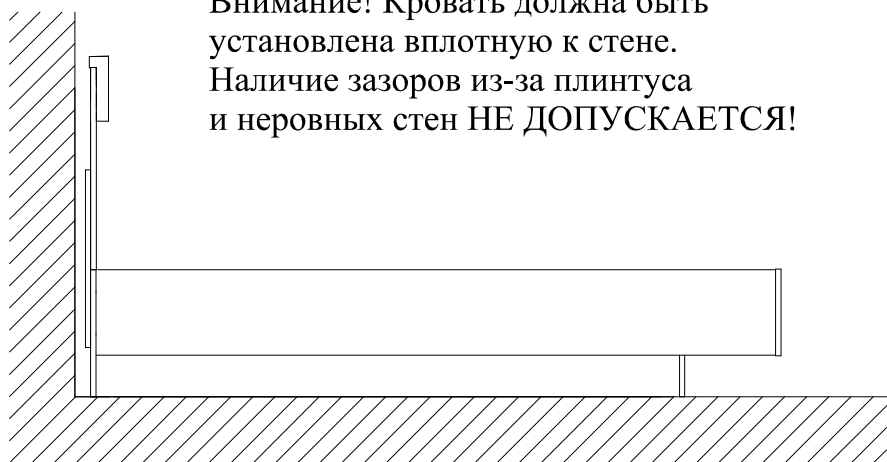 Внимание! Кровать должна быть
установлена вплотную к стене.
Наличие зазоров из-за плинтуса
и неровных стен НЕ ДОПУСКАЕТСЯ!